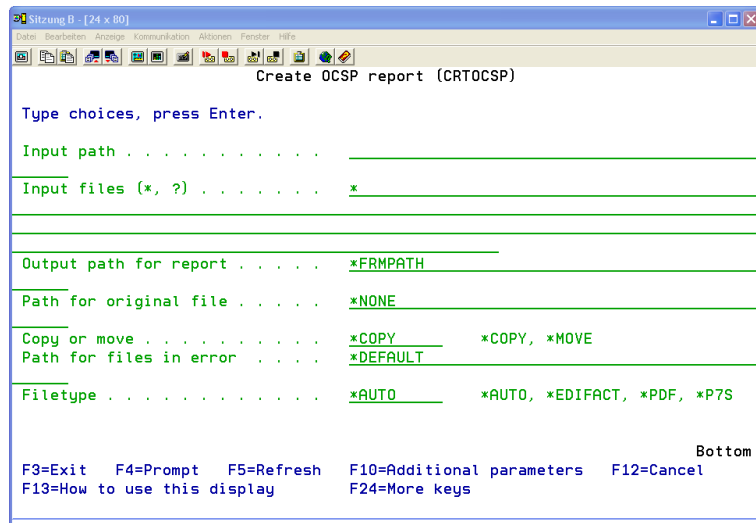 Sitzung B - [24 x 80]
Datei Bearbeiten Anzeige Kommunikation Aktionen Fenster Hilfe
Create OCSP report (CRTOCSP)
Type choices, press Enter.
Input path . . . . . . . . . . .
Input files (*, ?) . . . . . . . *
Output path for report . . . . . *FRMPATH
Path for original file . . . . . *NONE
Copy or move . . . . . . . . . . *COPY *COPY, *MOVE
Path for files in error . . . . *DEFAULT
Filetype . . . . . . . . . . . . *AUTO *AUTO, *EDIFACT, *PDF, *P7S
Bottom
F3=Exit F4=Prompt F5=Refresh F10=Additional parameters F12=Cancel
F13=How to use this display F24=More keys